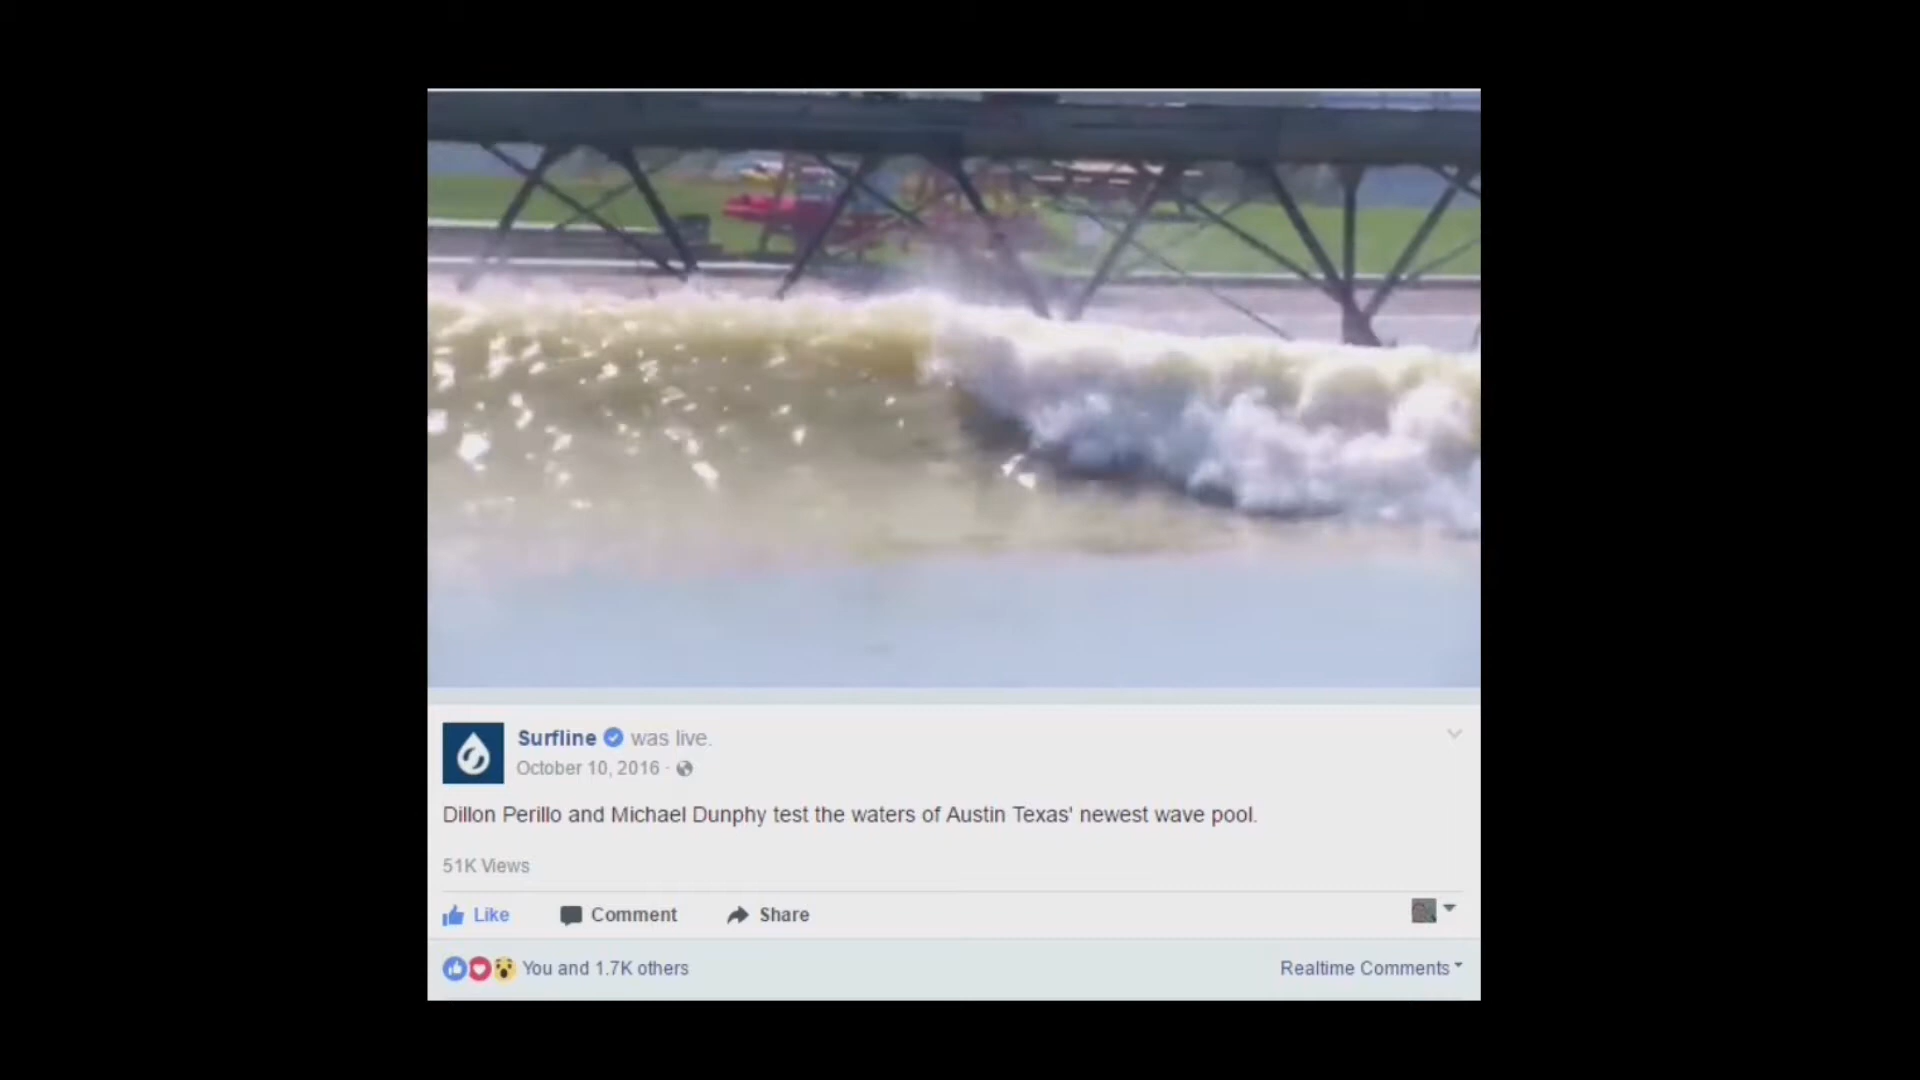 Surfline was live.
October 10, 2016 ·
Dillon Perillo and Michael Dunphy test the waters of Austin Texas' newest wave pool.
51K Views
Like Comment Share
You and 1.7K others Realtime Comments